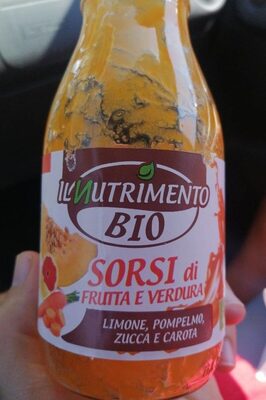 IL NUTRIMENTO
BIO
SORSI di
FRUTTA E VERDURA
LIMONE, POMPELMO,
ZUCCA E CAROTA